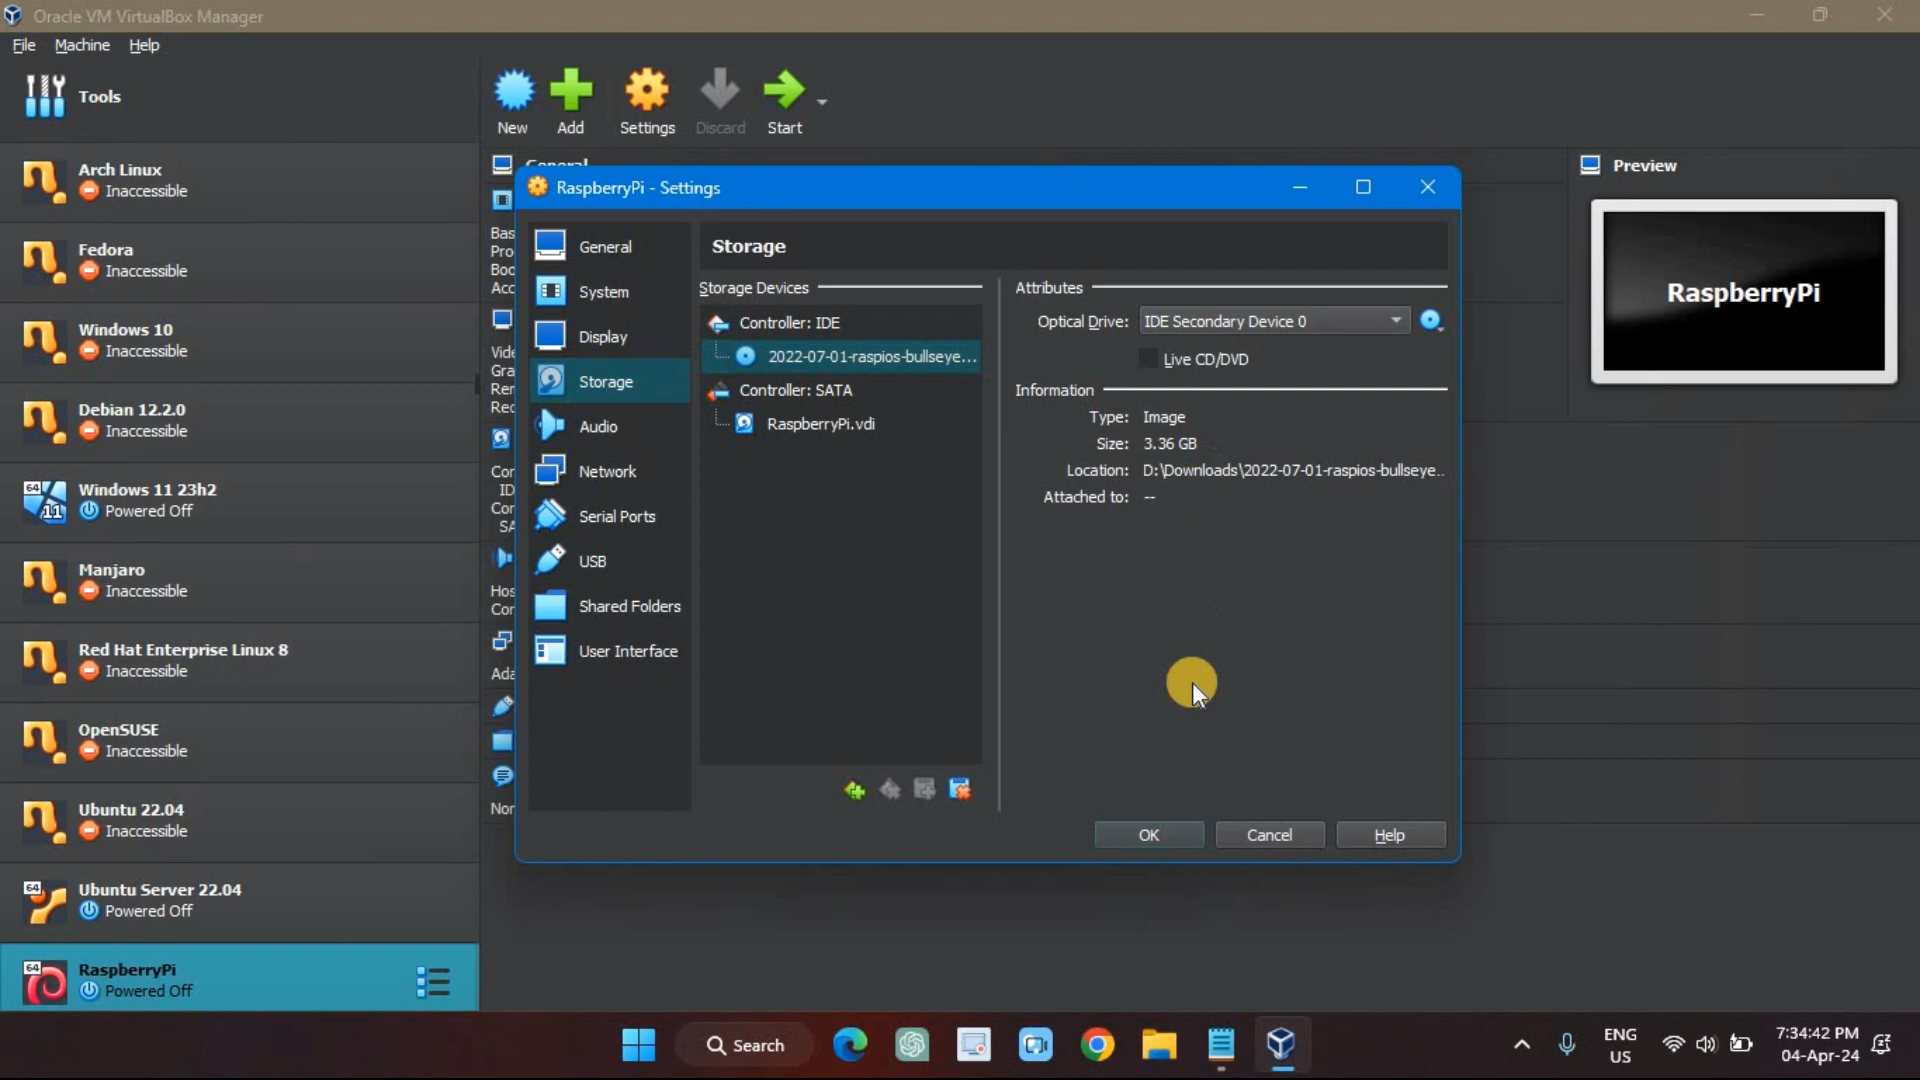 Oracle VM VirtualBox Manager
File Machine Help
Tools
New Add Settings Discard Start
Arch Linux
Inaccessible
Fedora
Inaccessible
Windows 10
Inaccessible
Debian 12.2.0
Inaccessible
64 Windows 11 23h2
11 Powered Off
Manjaro
Inaccessible
Red Hat Enterprise Linux 8
Inaccessible
OpenSUSE
Inaccessible
Ubuntu 22.04
Inaccessible
64 Ubuntu Server 22.04
Powered Off
64 RaspberryPi
Powered Off
General
Preview
RaspberryPi
RaspberryPi - Settings
General
System
Display
Storage
Audio
Network
Serial Ports
USB
Shared Folders
User Interface
Storage
Storage Devices
Controller: IDE
2022-07-01-raspios-bullseye...
Controller: SATA
RaspberryPi.vdi
Attributes
Optical Drive: IDE Secondary Device 0
Live CD/DVD
Information
Type: Image
Size: 3.36 GB
Location: D:\Downloads\2022-07-01-raspios-bullseye..
Attached to: --
OK Cancel Help
Search
ENG
US
7:34:42 PM
04-Apr-24